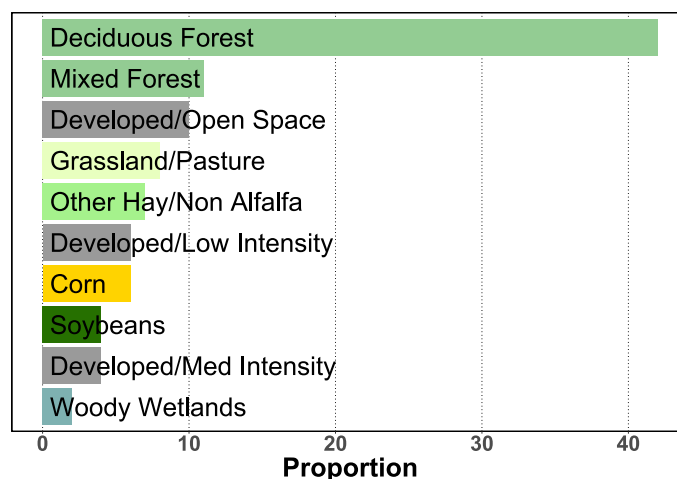 Deciduous Forest
Mixed Forest
Developed/Open Space
Grassland/Pasture
Other Hay/Non Alfalfa
Developed/Low Intensity
Corn
Soybeans
Developed/Med Intensity
Woody Wetlands
0 10 20 30 40
Proportion